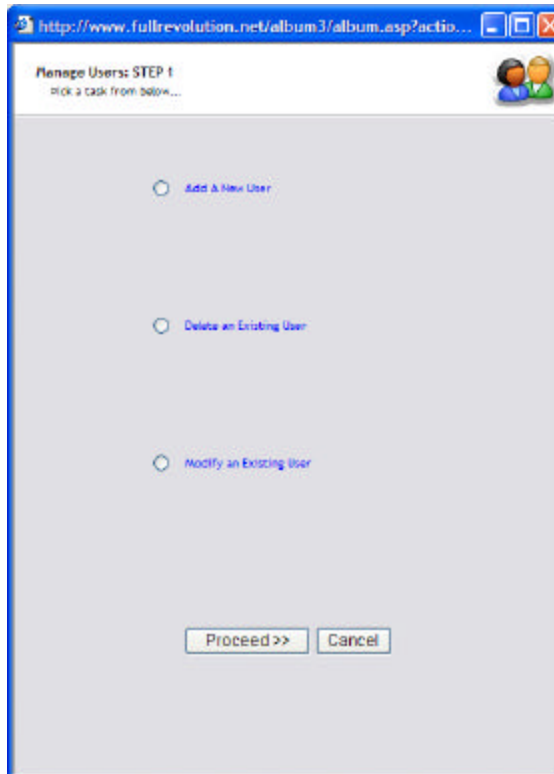 http://www.fullrevolution.net/album3/album.asp?actio...
Manage Users: STEP 1
Pick a task from below...
Add A New User
Delete an Existing User
Modify an Existing User
Proceed >>
Cancel